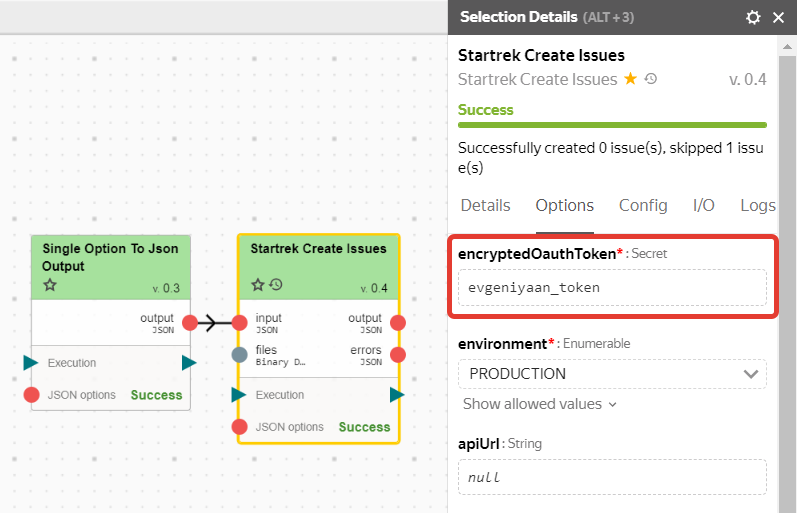 Selection Details (ALT + 3)
Startrek Create Issues
Startrek Create Issues v. 0.4
Success
Successfully created 0 issue(s), skipped 1 issu
e(s)
Details Options Config I/O Logs
encryptedOauthToken* : Secret
evgeniyaan_token
environment* : Enumerable
PRODUCTION
Show allowed values
apiUrl : String
null
Single Option To Json
Output
v. 0.3
output
JSON
Execution
JSON options Success
Startrek Create Issues
v. 0.4
input output
JSON JSON
files errors
Binary D... JSON
Execution
JSON options Success